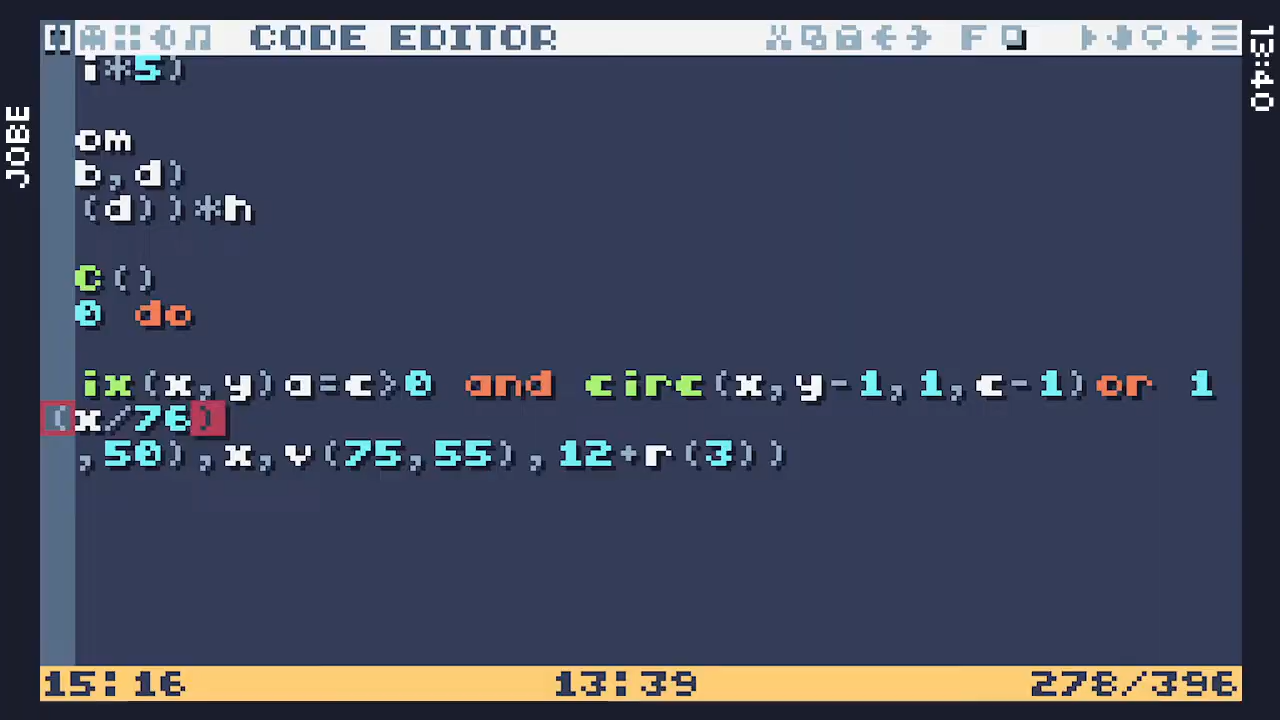 CODE EDITOR
F
i*5)
om
b,d)
(d))*h
C()
0 do
ix(x,y)a=c>0 and circ(x,y-1,1,c-1)or 1
(x/76)
,50),x,v(75,55),12+r(3))
15:16 13:39 278/396
JOBE
13:40